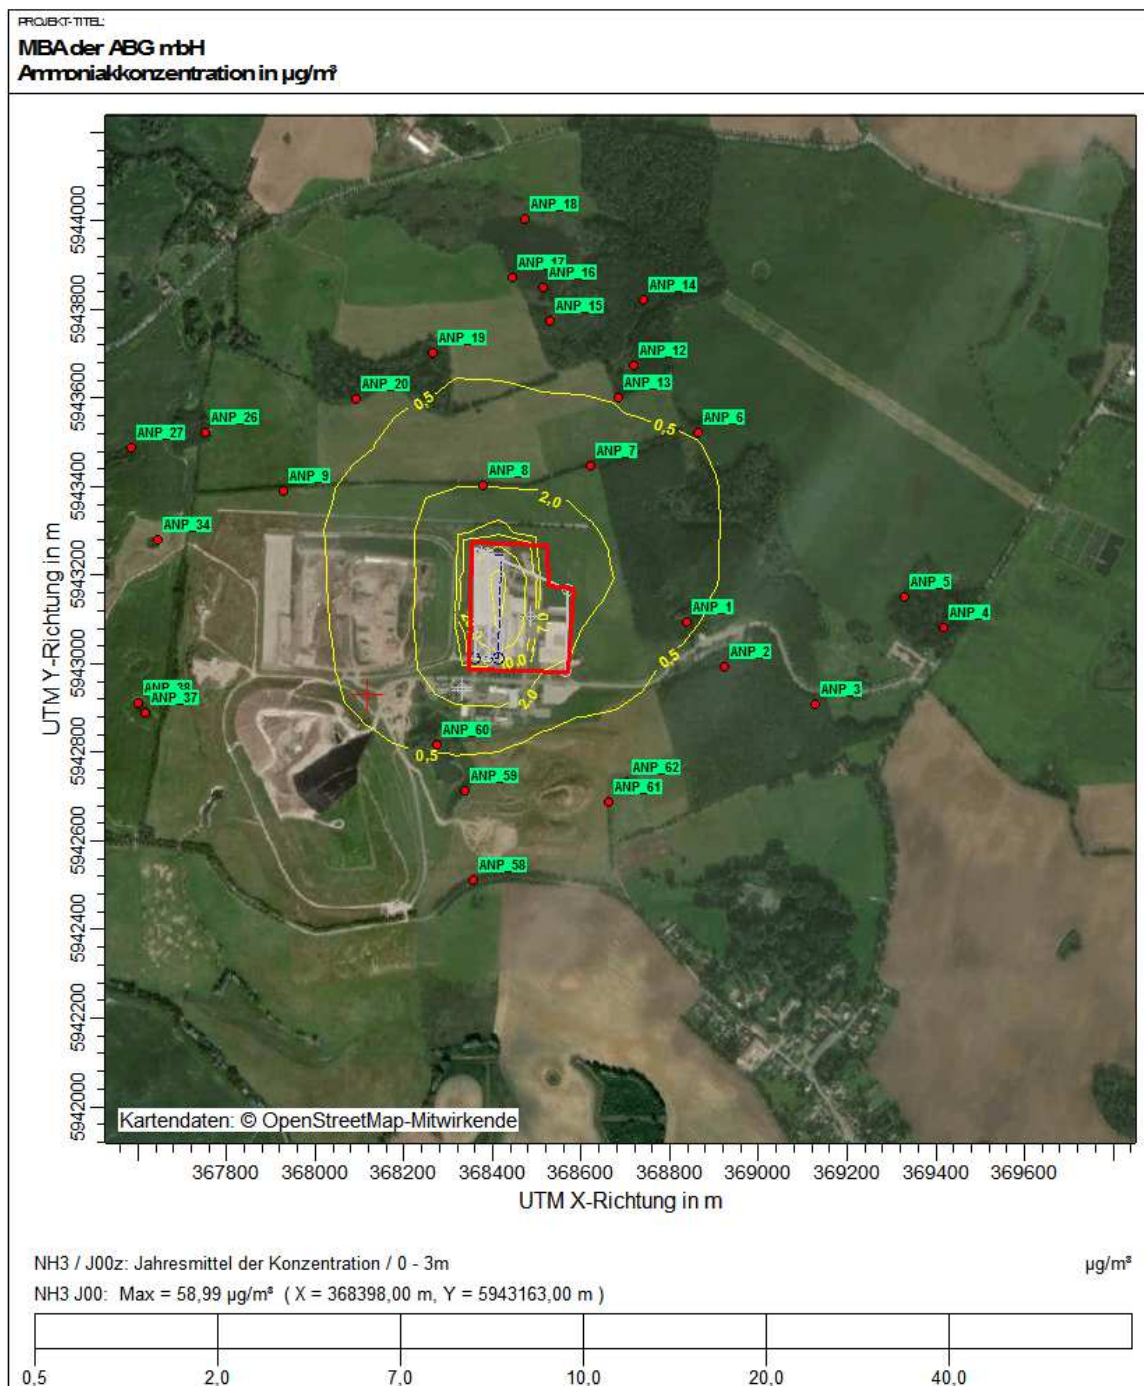 PROJEKT-TITEL:
MBA der ABG mbH
Ammoniakkonzentration in µg/m³
ANP_18
ANP_17
ANP_16
ANP_14
ANP_15
ANP_19
ANP_12
ANP_20
ANP_13
0,5
ANP_26
0,5
ANP_6
ANP_27
ANP_7
ANP_9
ANP_8
2,0
ANP_34
ANP_5
ANP_1
7,0
ANP_4
0,5
ANP_2
2,0
ANP_38
ANP_37
ANP_3
ANP_60
0,5
ANP_59
ANP_62
ANP_61
ANP_58
UTM Y-Richtung in m
5944000
5943800
5943600
5943400
5943200
5943000
5942800
5942600
5942400
5942200
5942000
Kartendaten: © OpenStreetMap-Mitwirkende
367800 368000 368200 368400 368600 368800 369000 369200 369400 369600
UTM X-Richtung in m
NH3 / J00z: Jahresmittel der Konzentration / 0 - 3m
µg/m³
NH3 J00: Max = 58,99 µg/m³ ( X = 368398,00 m, Y = 5943163,00 m )
0,5 2,0 7,0 10,0 20,0 40,0